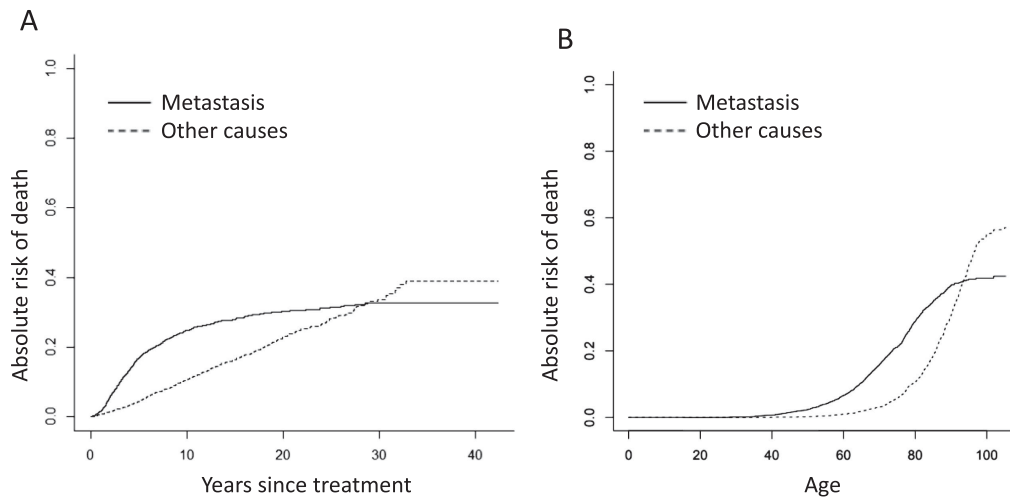 A
Absolute risk of death
1.0
0.8
0.6
0.4
0.2
0.0
Metastasis
Other causes
0 10 20 30 40
Years since treatment
B
Absolute risk of death
1.0
0.8
0.6
0.4
0.2
0.0
Metastasis
Other causes
0 20 40 60 80 100
Age